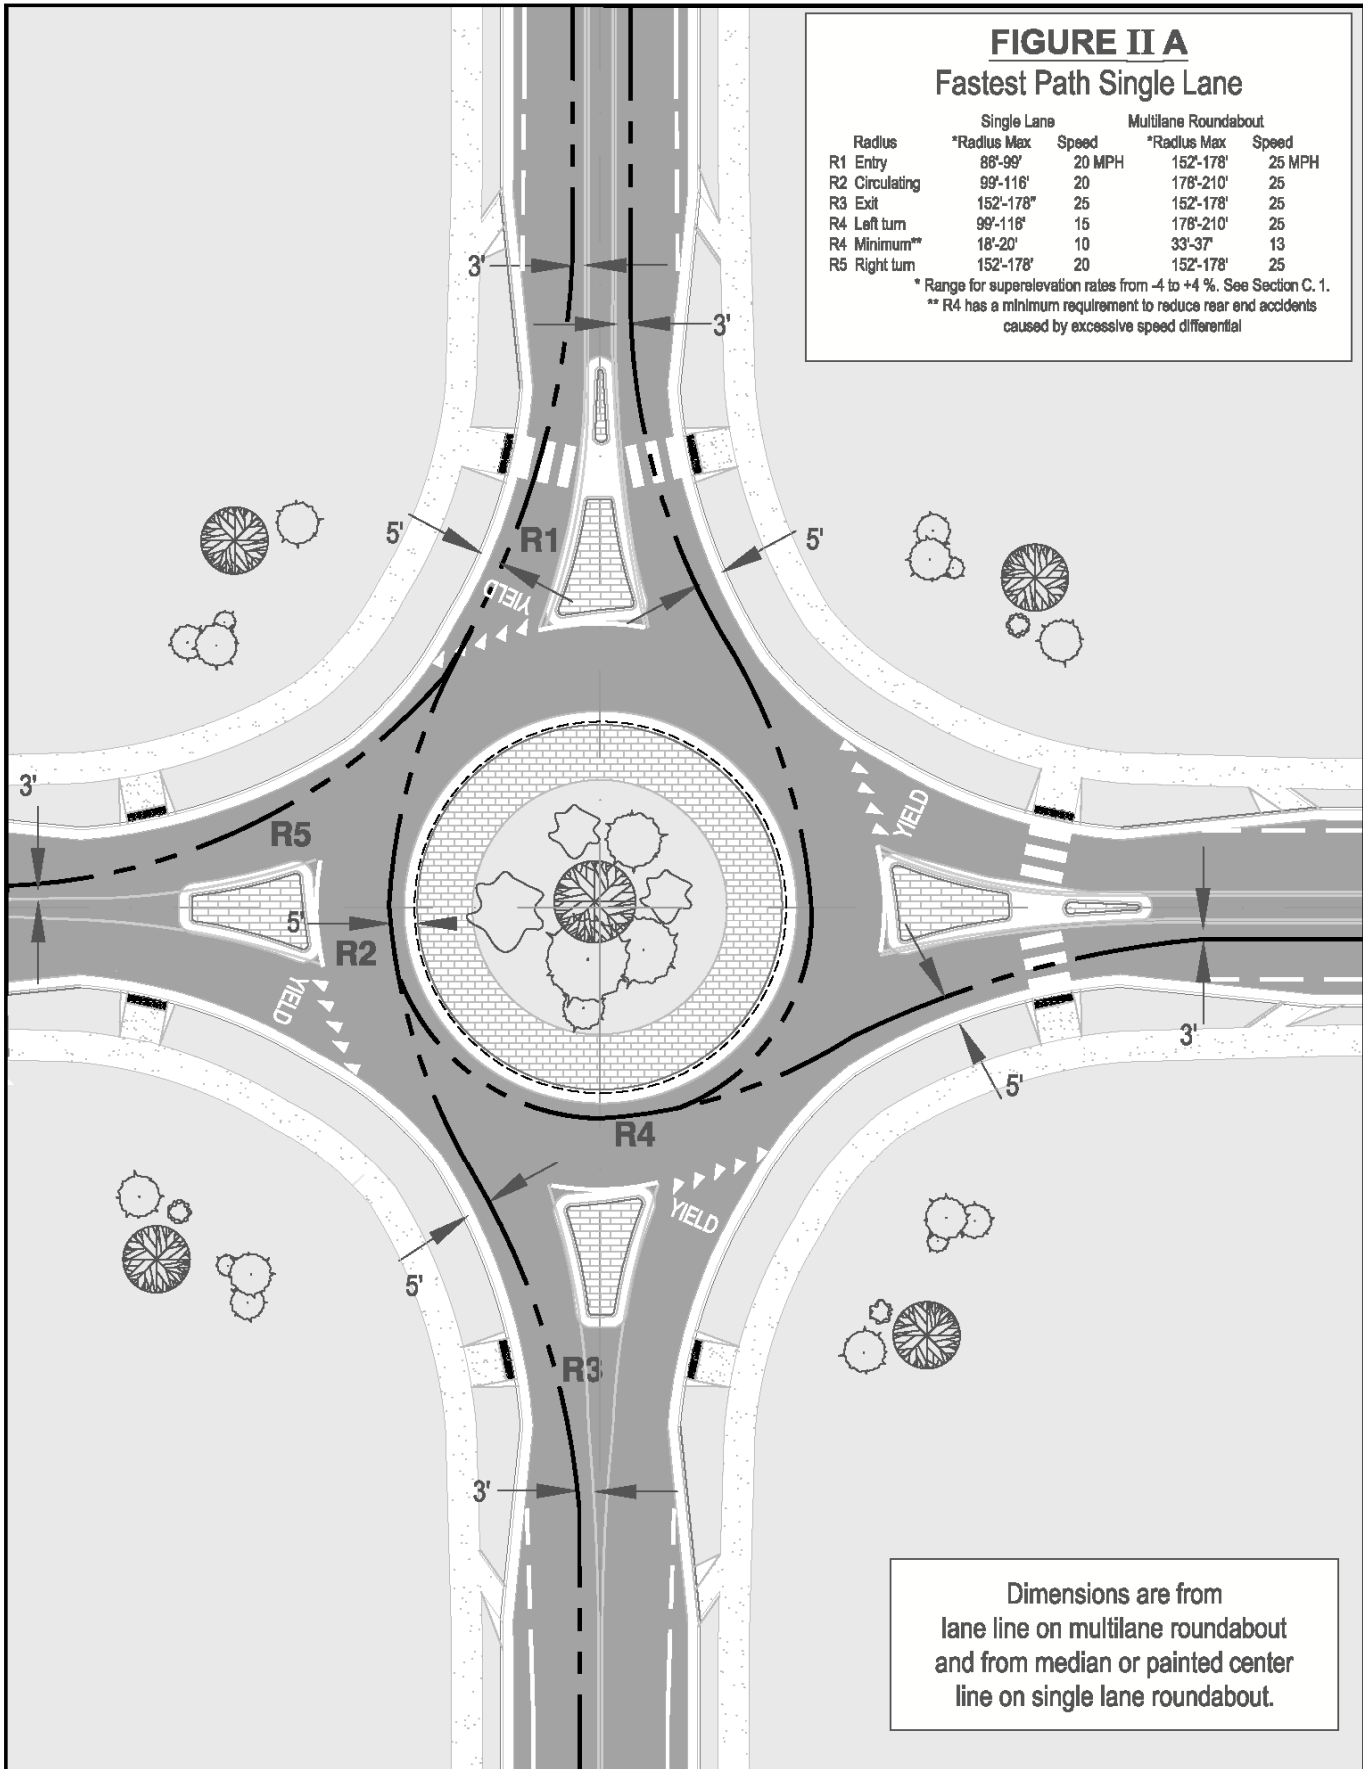 FIGURE II A
Fastest Path Single Lane
Single Lane Multilane Roundabout
Radius *Radius Max Speed *Radius Max Speed
R1 Entry 86'-99' 20 MPH 152'-178' 25 MPH
R2 Circulating 99'-116' 20 178'-210' 25
R3 Exit 152'-178" 25 152'-178' 25
R4 Left turn 99'-116' 15 178'-210' 25
R4 Minimum** 18'-20' 10 33'-37' 13
R5 Right turn 152'-178' 20 152'-178' 25
* Range for superelevation rates from -4 to +4 %. See Section C. 1.
** R4 has a minimum requirement to reduce rear end accidents
caused by excessive speed differential
3'
3'
5'
R1
5'
YIELD
3'
YIELD
R5
5'
R2
YIELD
3'
5'
R4
YIELD
5'
R3
3'
Dimensions are from
lane line on multilane roundabout
and from median or painted center
line on single lane roundabout.